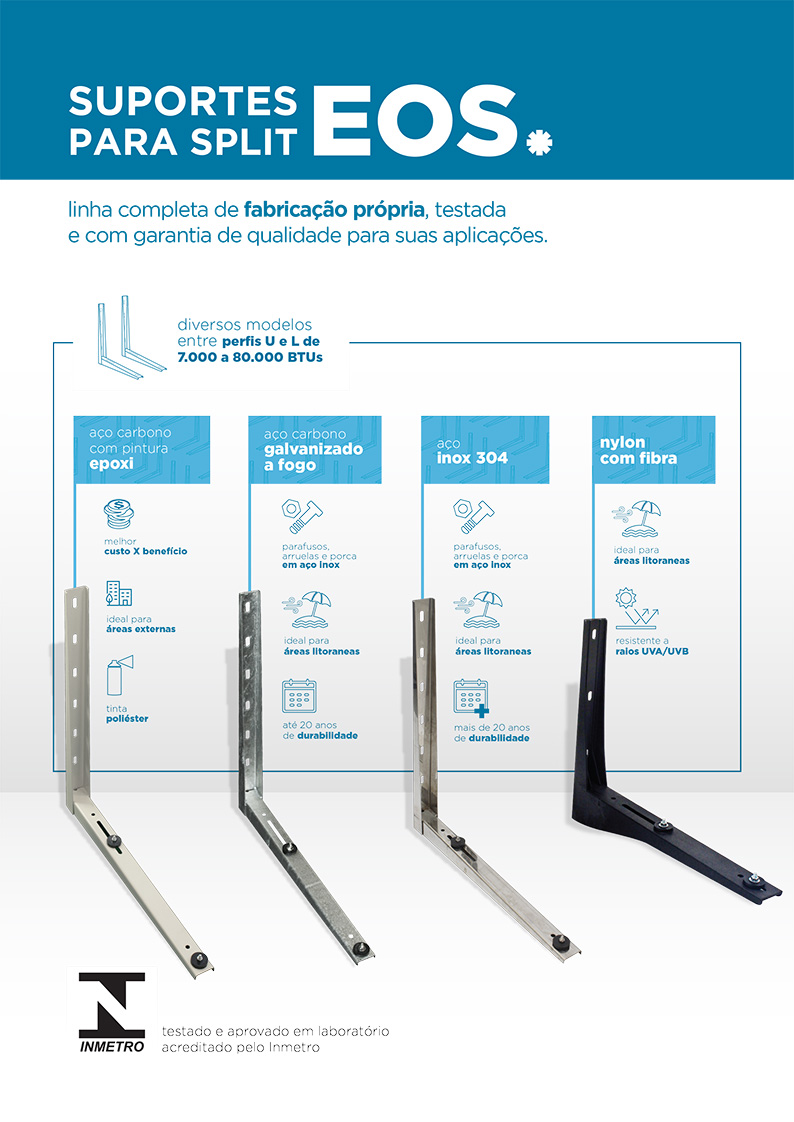 SUPORTES
PARA SPLIT
EOS.
linha completa de fabricação própria, testada
e com garantia de qualidade para suas aplicações.
diversos modelos
entre perfis U e L de
7.000 a 80.000 BTUs
aço carbono
com pintura
epoxi
melhor
custo X benefício
ideal para
áreas externas
tinta
poliéster
aço carbono
galvanizado
a fogo
parafusos,
arruelas e porca
em aço inox
ideal para
áreas litoraneas
até 20 anos
de durabilidade
aço
inox 304
parafusos,
arruelas e porca
em aço inox
ideal para
áreas litoraneas
mais de 20 anos
de durabilidade
nylon
com fibra
ideal para
áreas litoraneas
resistente a
raios UVA/UVB
INMETRO
testado e aprovado em laboratório
acreditado pelo Inmetro